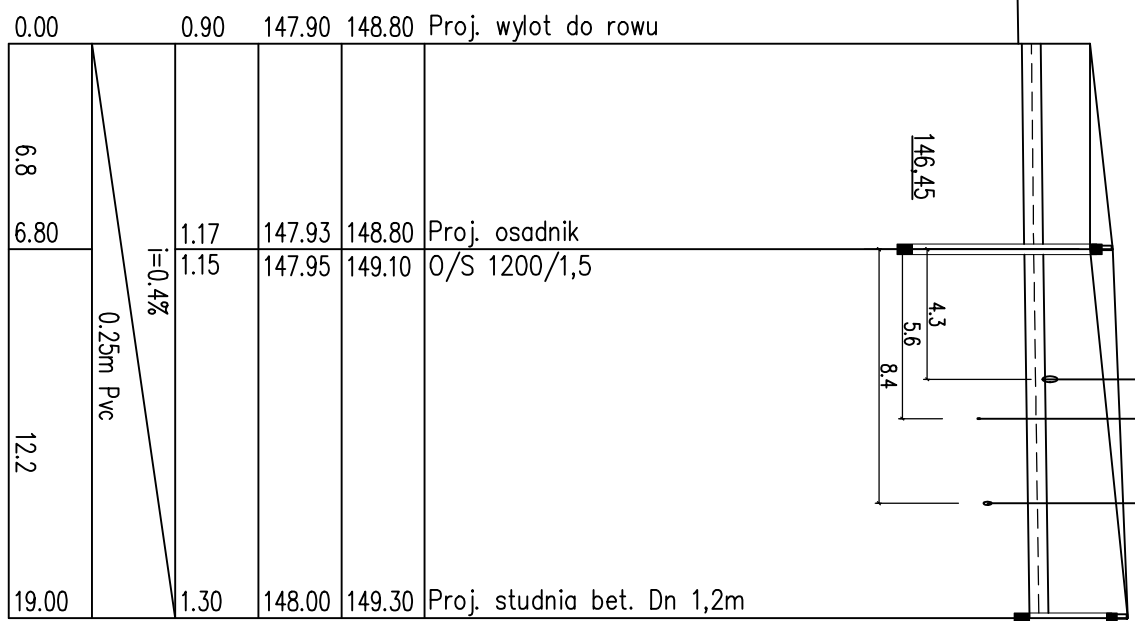 0.00 0.90 147.90 148.80 Proj. wylot do rowu
6.8
146,45
6.80 1.17 147.93 148.80 Proj. osadnik
1.15 147.95 149.10 O/S 1200/1,5
i=0.4%
0.25m Pvc
4.3
5.6
8.4
12.2
19.00 1.30 148.00 149.30 Proj. studnia bet. Dn 1,2m